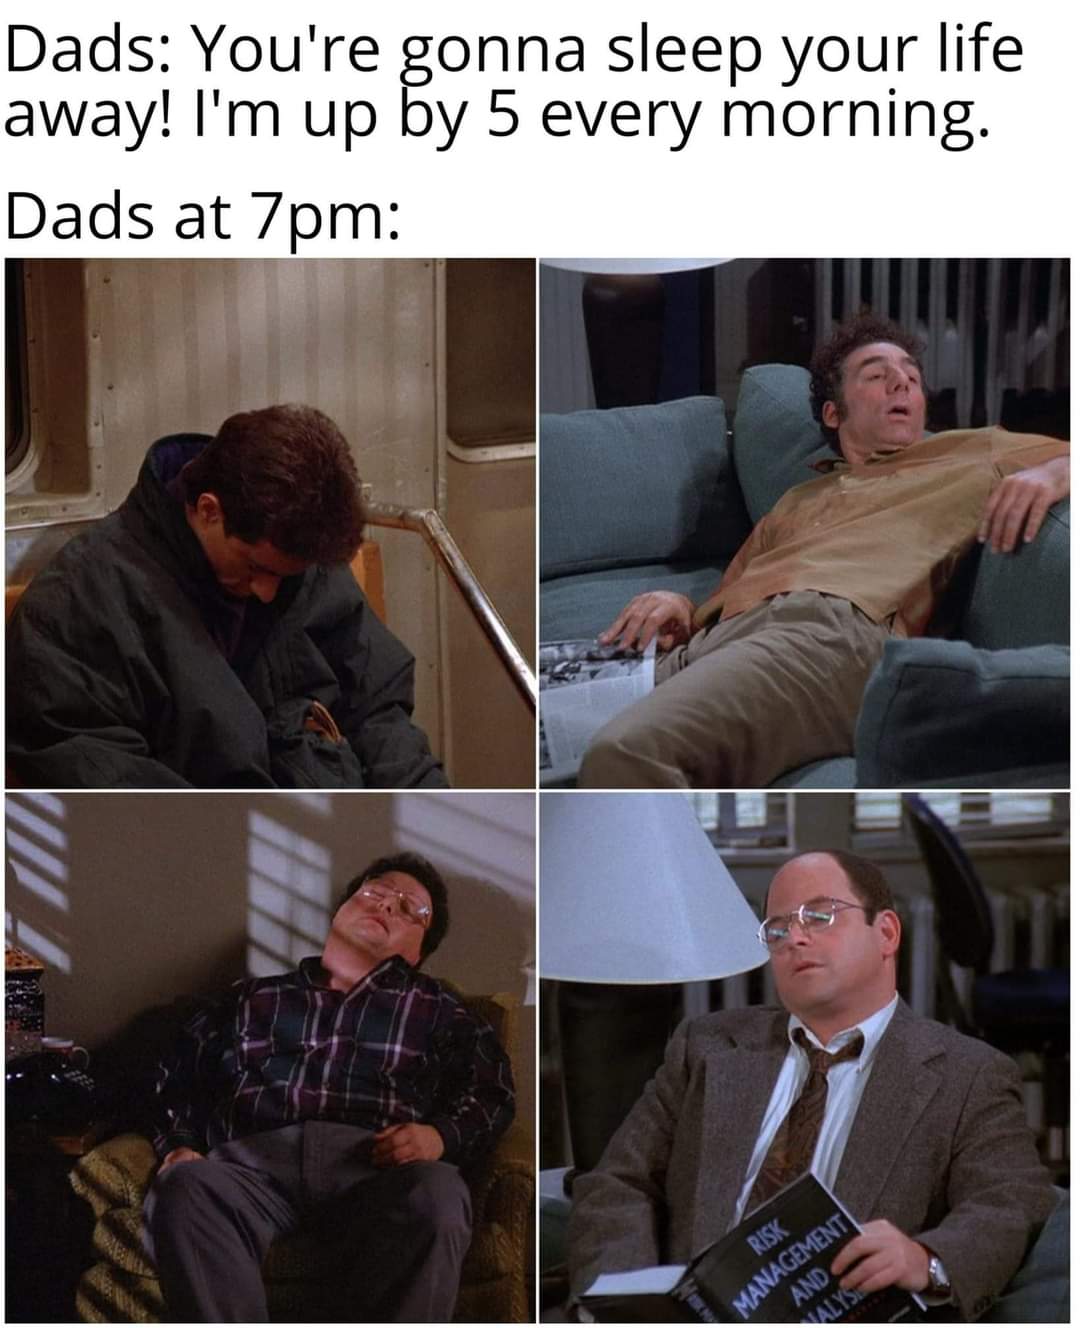 Dads: You're gonna sleep your life
away! I'm up by 5 every morning.
Dads at 7pm:
RISK
MANAGEMENT
AND